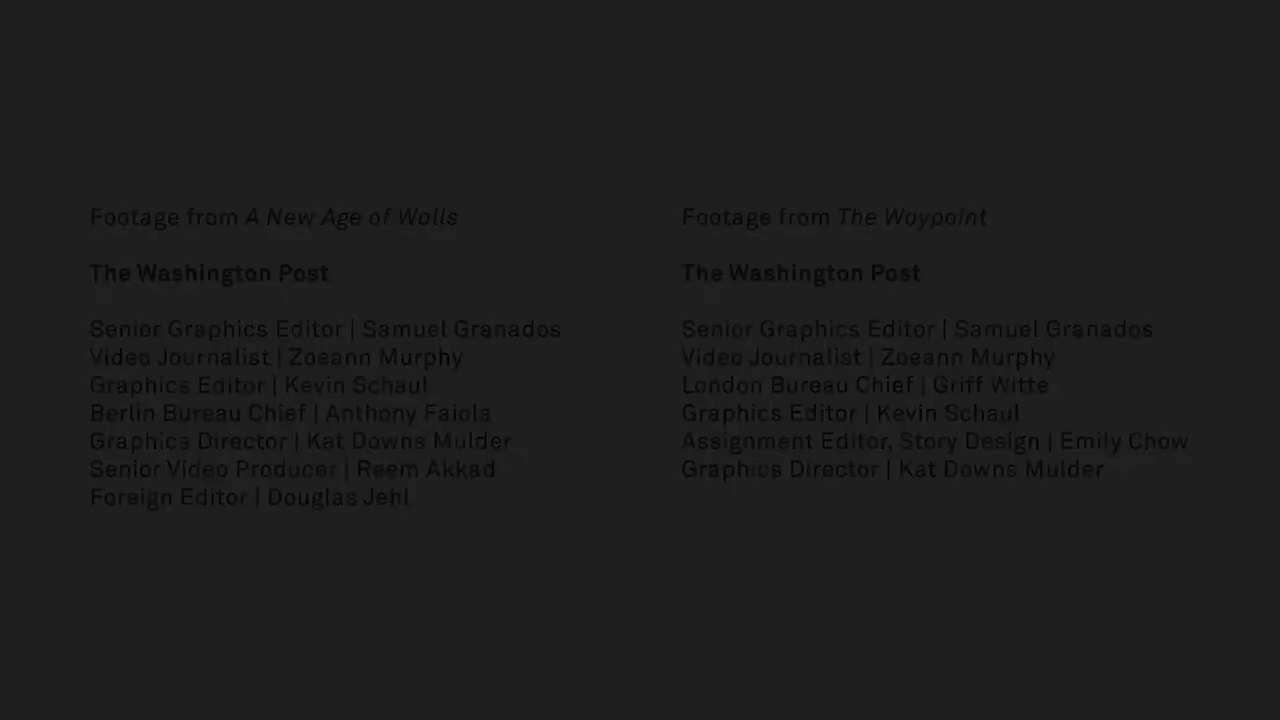 Footage from A New Age of Walls
The Washington Post
Senior Graphics Editor | Samuel Granados
Video Journalist | Zoeann Murphy
Graphics Editor | Kevin Schaul
Berlin Bureau Chief | Anthony Faiola
Graphics Director | Kat Downs Mulder
Senior Video Producer | Reem Akkad
Foreign Editor | Douglas Jehl
Footage from The Waypoint
The Washington Post
Senior Graphics Editor | Samuel Granados
Video Journalist | Zoeann Murphy
London Bureau Chief | Griff Witte
Graphics Editor | Kevin Schaul
Assignment Editor, Story Design | Emily Chow
Graphics Director | Kat Downs Mulder